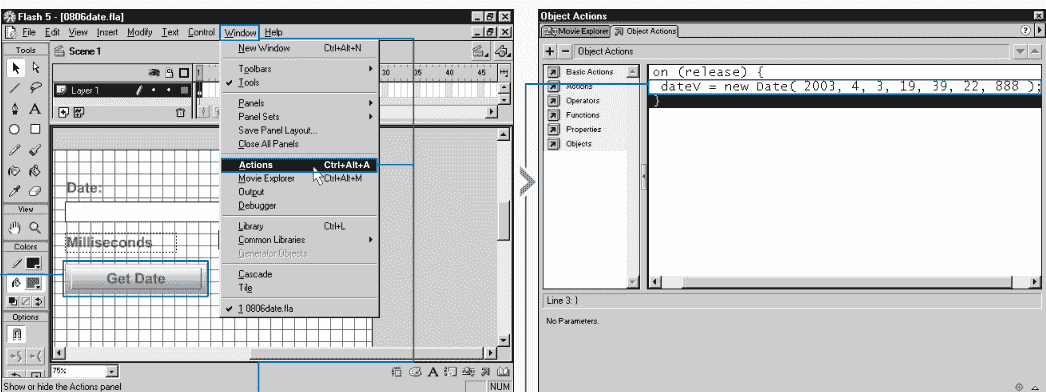 Flash 5 - [0806date.fla]
File Edit View Insert Modify Text Control Window Help
Tools
Scene 1
30 35 40 45
Layer 1
1
New Window Ctrl+Alt+N
Toolbars
Tools
Panels
Panel Sets
Save Panel Layout...
Close All Panels
Actions Ctrl+Alt+A
Movie Explorer Ctrl+Alt+M
Output
Debugger
Library Ctrl+L
Common Libraries
Generator Objects
Cascade
Tile
1 0806date.fla
Date:
Milliseconds
Get Date
View
Colors
Options
75%
Show or hide the Actions panel
NUM
Object Actions
Movie Explorer Object Actions
Object Actions
Basic Actions
Actions
Operators
Functions
Properties
Objects
on (release) {
dateV = new Date( 2003, 4, 3, 19, 39, 22, 888 );
}
Line 3: }
No Parameters.